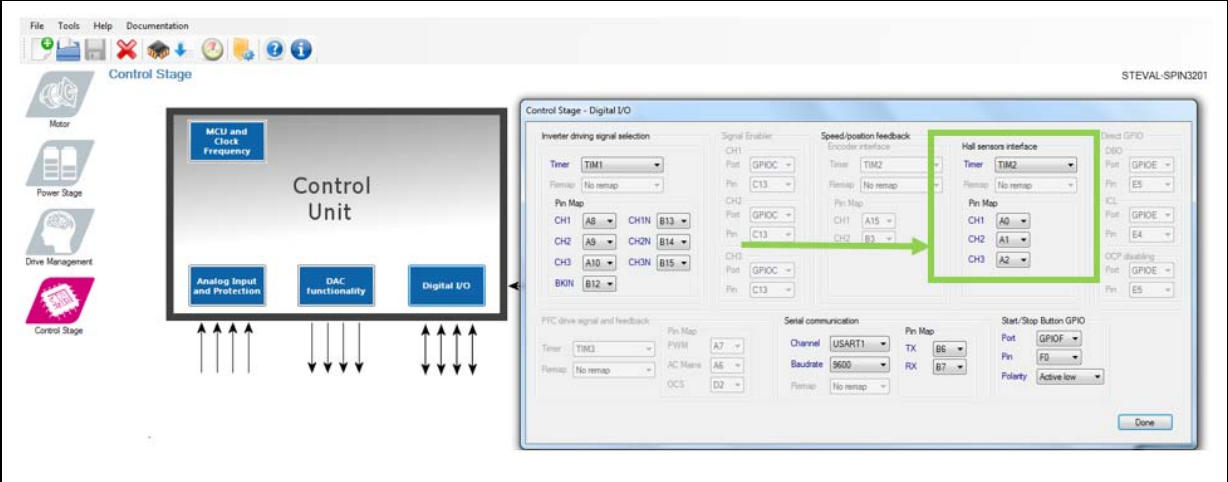 File Tools Help Documentation
Control Stage
STEVAL-SPIN3201
Motor
Power Stage
Drive Management
Control Stage
MCU and
Clock
Frequency
Control
Unit
Analog Input
and Protection
DAC
functionality
Digital I/O
Control Stage - Digital I/O
Inverter driving signal selection
Timer TIM1
Remap No remap
Pin Map
CH1 A8 CH1N B13
CH2 A9 CH2N B14
CH3 A10 CH3N B15
BKIN B12
Signal Enabler
CH1
Port GPIOC
Pin C13
CH2
Port GPIOC
Pin C13
CH3
Port GPIOC
Pin C13
Speed/position feedback
Encoder interface
Timer TIM2
Remap No remap
Pin Map
CH1 A15
CH2 B3
Hall sensors interface
Timer TIM2
Remap No remap
Pin Map
CH1 A0
CH2 A1
CH3 A2
Direct GPIO
DBO
Port GPIOE
Pin E5
ICL
Port GPIOE
Pin E4
OCP disabling
Port GPIOE
Pin E5
PFC drive signal and feedback
Timer TIM3
Remap No remap
Pin Map
PWM A7
AC Mains A6
OCS D2
Serial communication
Channel USART1
Baudrate 9600
Remap No remap
Pin Map
TX B6
RX B7
Start/Stop Button GPIO
Port GPIOF
Pin F0
Polarity Active low
Done